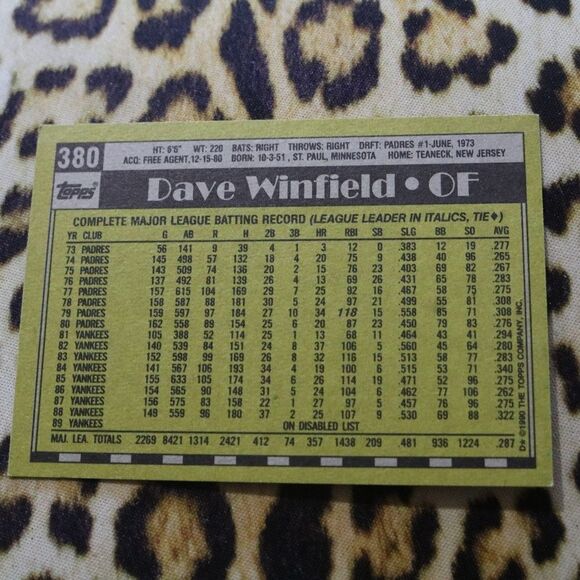 380
HT: 6'6" WT: 220 BATS: RIGHT THROWS: RIGHT DRFT: PADRES #1-JUNE, 1973
ACQ: FREE AGENT, 12-15-80 BORN: 10-3-51 , ST. PAUL, MINNESOTA HOME: TEANECK, NEW JERSEY
Topps
Dave Winfield • OF
COMPLETE MAJOR LEAGUE BATTING RECORD (LEAGUE LEADER IN ITALICS, TIE♦)
YR CLUB G AB R H 2B 3B HR RBI SB SLG BB SO AVG
73 PADRES 56 141 9 39 4 1 3 12 0 .383 12 19 .277
74 PADRES 145 498 57 132 18 4 20 75 9 .438 40 96 .265
75 PADRES 143 509 74 136 20 2 15 76 23 .403 69 82 .267
76 PADRES 137 492 81 139 26 4 13 69 26 .431 65 78 .283
77 PADRES 157 615 104 169 29 7 25 92 16 .467 58 75 .275
78 PADRES 158 587 88 181 30 5 24 97 21 .499 55 81 .308
79 PADRES 159 597 97 184 27 10 34 118 15 .558 85 71 .308
80 PADRES 162 558 89 154 25 6 20 87 23 .450 79 83 .276
81 YANKEES 105 388 52 114 25 1 13 68 11 .464 43 41 .294
82 YANKEES 140 539 84 151 24 8 37 106 5 .560 45 64 .280
83 YANKEES 152 598 99 169 26 8 32 116 15 .513 58 77 .283
84 YANKEES 141 567 106 193 34 4 19 100 6 .515 53 71 .340
85 YANKEES 155 633 105 174 34 6 26 114 19 .471 52 96 .275
86 YANKEES 154 565 90 148 31 5 24 104 6 .462 77 106 .262
87 YANKEES 156 575 83 158 22 1 27 97 5 .457 76 96 .275
88 YANKEES 149 559 96 180 37 2 25 107 9 .530 69 88 .322
89 YANKEES ON DISABLED LIST
MAJ. LEA. TOTALS 2269 8421 1314 2421 412 74 357 1438 209 .481 936 1224 .287
D* © 1990 THE TOPPS COMPANY, INC.